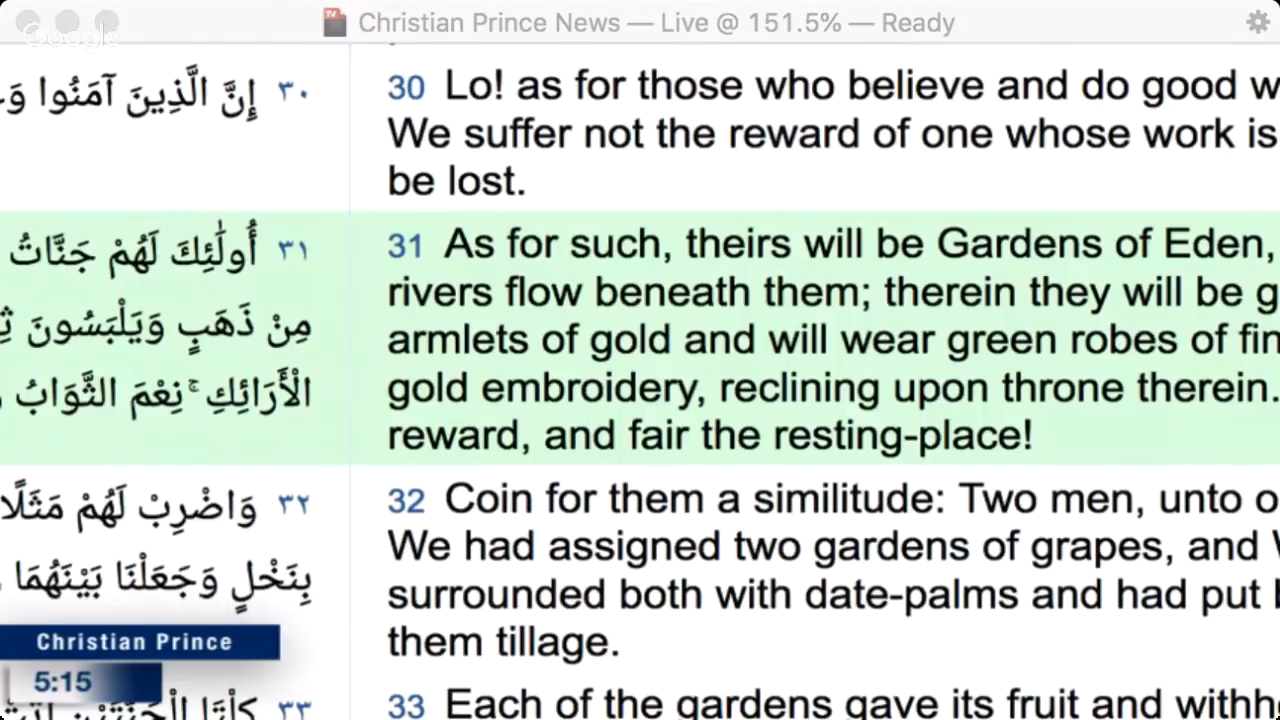 Christian Prince News — Live @ 151.5% — Ready
Google
٣٠ إِنَّ الَّذِينَ آمَنُوا
30 Lo! as for those who believe and do good
We suffer not the reward of one whose work is
be lost.
٣١ أُولَٰئِكَ لَهُمْ جَنَّاتُ
مِنْ ذَهَبٍ وَيَلْبَسُونَ
الْأَرَائِكِ ۚ نِعْمَ الثَّوَابُ
31 As for such, theirs will be Gardens of Eden,
rivers flow beneath them; therein they will be
armlets of gold and will wear green robes of
gold embroidery, reclining upon throne therein.
reward, and fair the resting-place!
٣٢ وَاضْرِبْ لَهُمْ مَثَلًا
بِنَخْلٍ وَجَعَلْنَا بَيْنَهُمَا
32 Coin for them a similitude: Two men, unto
We had assigned two gardens of grapes, and
surrounded both with date-palms and had put
them tillage.
Christian Prince
5:15
٣٣
33 Each of the gardens gave its fruit and